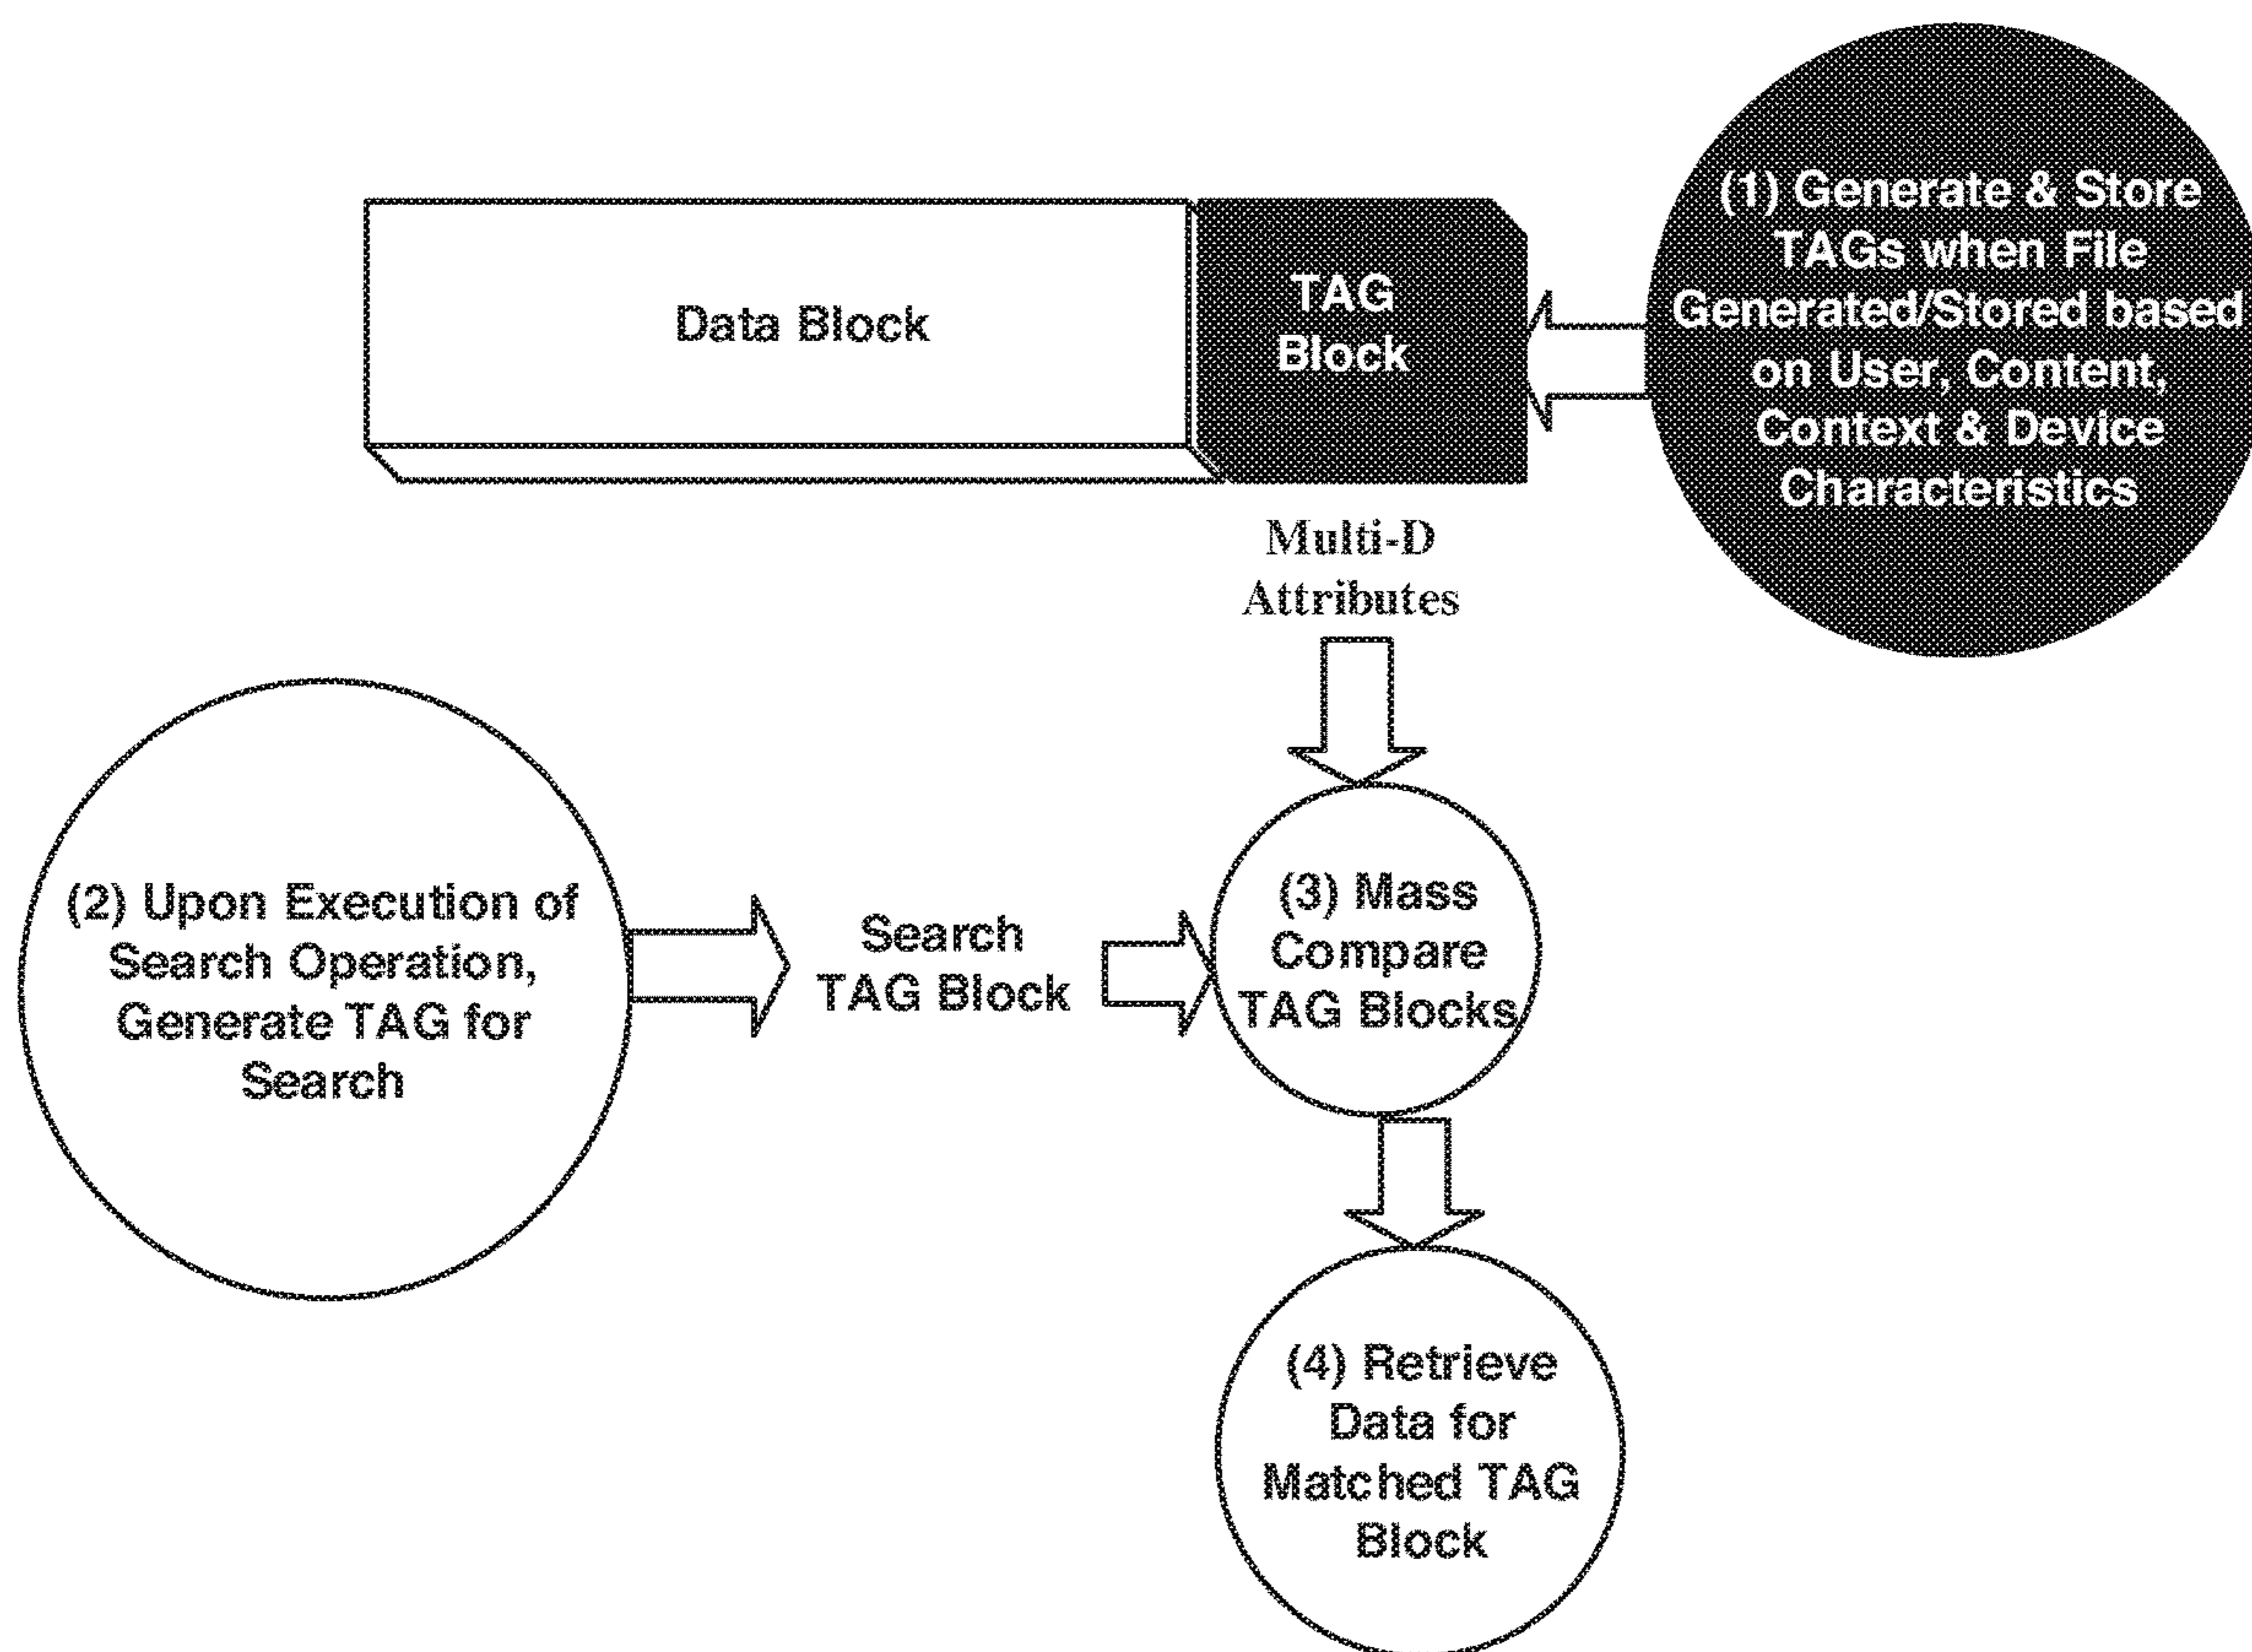 (1) Generate & Store
TAGs when File
Generated/Stored based
on User, Content,
Context & Device
Characteristics
Data Block
TAG
Block
Multi-D
Attributes
(2) Upon Execution of
Search Operation,
Generate TAG for
Search
Search
TAG Block
(3) Mass
Compare
TAG Blocks
(4) Retrieve
Data for
Matched TAG
Block